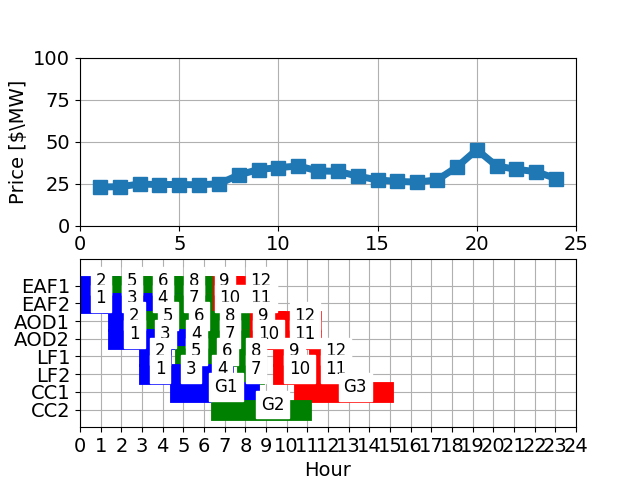 100
75
50
25
0
Price [$\MW]
0 5 10 15 20 25
EAF1 2 5 6 8 9 12
EAF2 1 3 4 7 10 11
AOD1 2 5 6 8 9 12
AOD2 1 3 4 7 10 11
LF1 2 5 6 8 9 12
LF2 1 3 4 7 10 11
CC1 G1 G3
CC2 G2
0 1 2 3 4 5 6 7 8 9 10 11 12 13 14 15 16 17 18 19 20 21 22 23 24
Hour